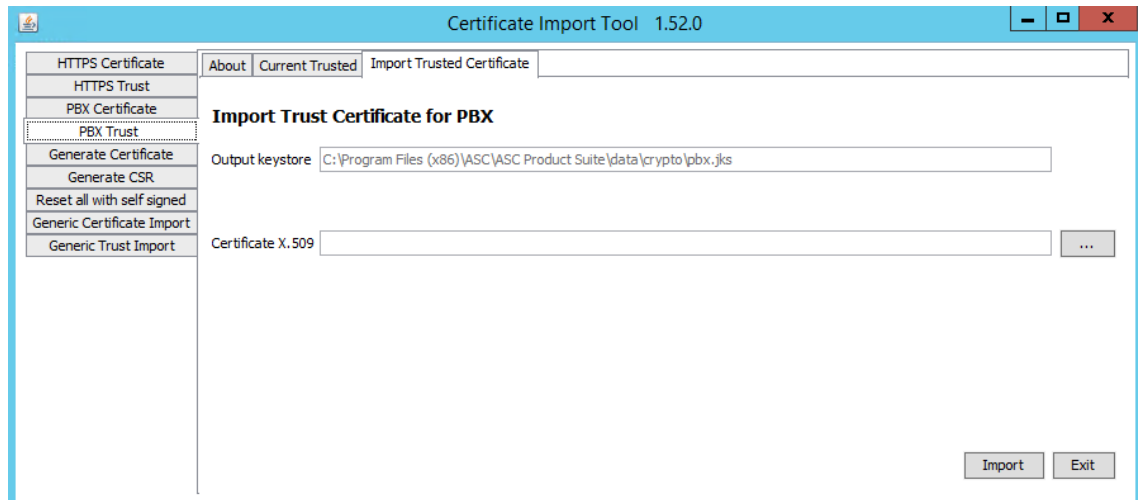 Certificate Import Tool 1.52.0
HTTPS Certificate
HTTPS Trust
PBX Certificate
PBX Trust
Generate Certificate
Generate CSR
Reset all with self signed
Generic Certificate Import
Generic Trust Import
About Current Trusted Import Trusted Certificate
Import Trust Certificate for PBX
Output keystore C:\Program Files (x86)\ASC\ASC Product Suite\data\crypto\pbx.jks
Certificate X.509 ...
Import Exit